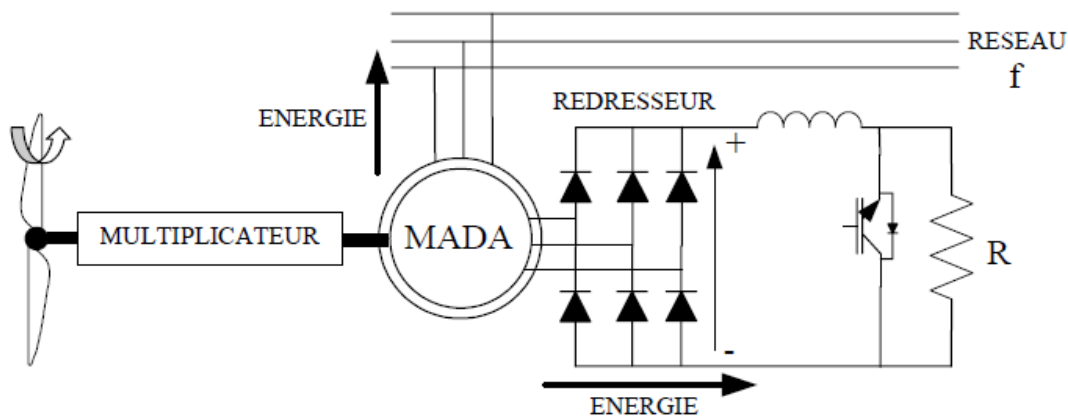 RESEAU
f
ENERGIE
REDRESSEUR
+
MULTIPLICATEUR
MADA
R
-
ENERGIE